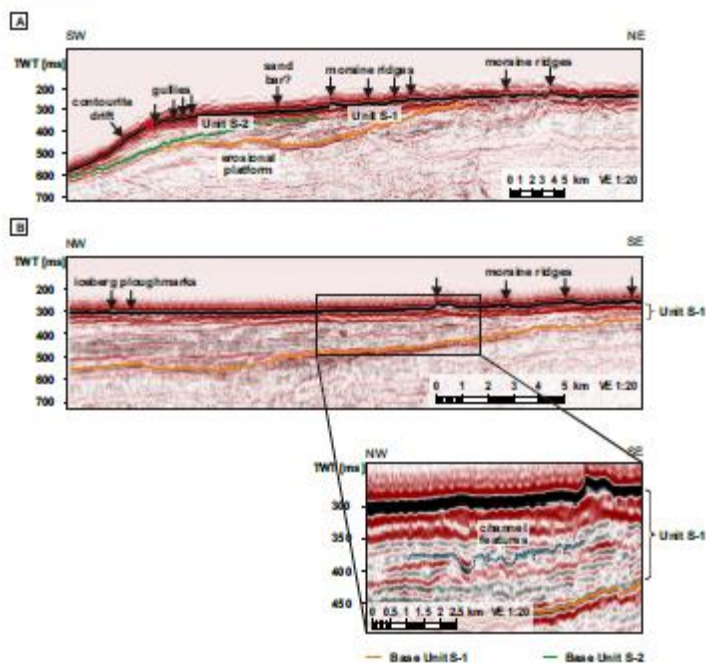 A
SW NE
TWT [ms]
sand
bar?
moraine ridges
moraine ridges
gullies
contourite
drift
Unit S-2
Unit S-1
erosional
platform
200
300
400
500
600
700
0 1 2 3 4 5 km VE 1:20
B
NW SE
TWT [ms]
Iceberg ploughmarks
moraine ridges
Unit S-1
200
300
400
500
600
700
0 1 2 3 4 5 km VE 1:20
NW SE
TWT [ms]
300
350
400
450
channel
features
Unit S-1
0 0.5 1 1.5 2 2.5 km VE 1:20
Base Unit S-1 Base Unit S-2